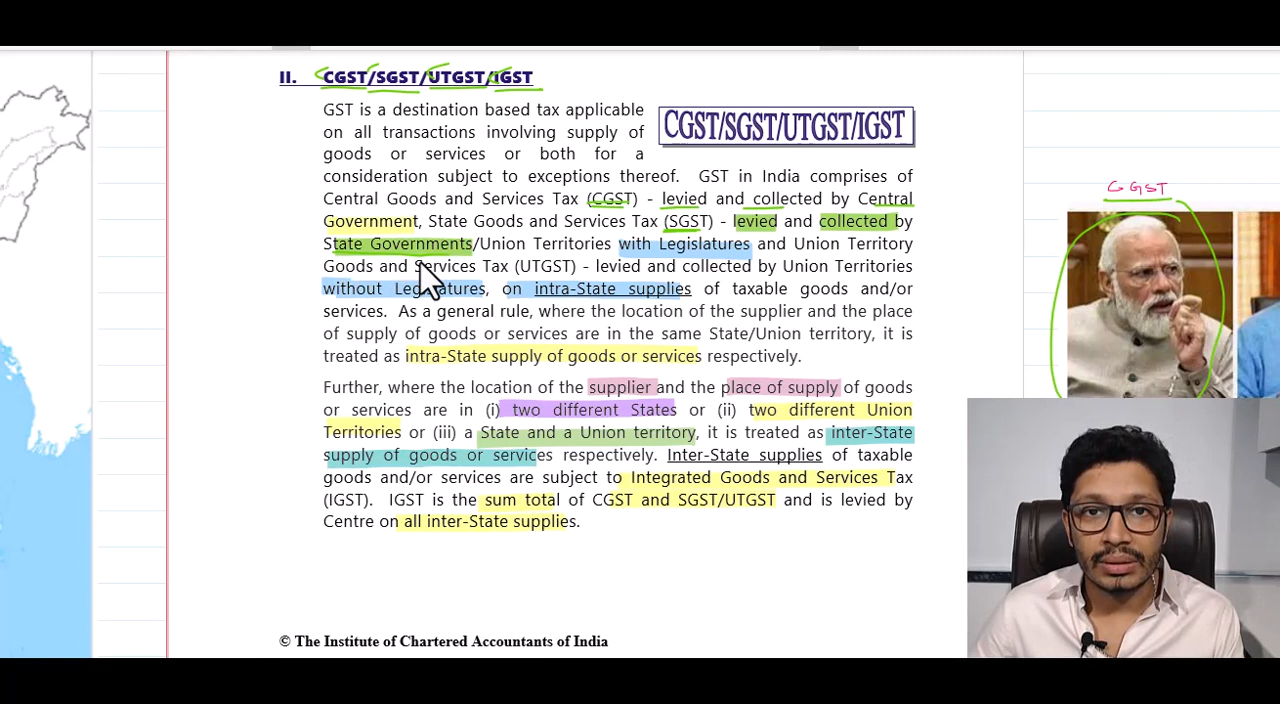 II. CGST/SGST/UTGST/IGST
GST is a destination based tax applicable
on all transactions involving supply of
goods or services or both for a
CGST/SGST/UTGST/IGST
consideration subject to exceptions thereof. GST in India comprises of
Central Goods and Services Tax (CGST) - levied and collected by Central
Government, State Goods and Services Tax (SGST) - levied and collected by
State Governments/Union Territories with Legislatures and Union Territory
Goods and Services Tax (UTGST) - levied and collected by Union Territories
without Legislatures, on intra-State supplies of taxable goods and/or
services. As a general rule, where the location of the supplier and the place
of supply of goods or services are in the same State/Union territory, it is
treated as intra-State supply of goods or services respectively.
Further, where the location of the supplier and the place of supply of goods
or services are in (i) two different States or (ii) two different Union
Territories or (iii) a State and a Union territory, it is treated as inter-State
supply of goods or services respectively. Inter-State supplies of taxable
goods and/or services are subject to Integrated Goods and Services Tax
(IGST). IGST is the sum total of CGST and SGST/UTGST and is levied by
Centre on all inter-State supplies.
© The Institute of Chartered Accountants of India
CGST